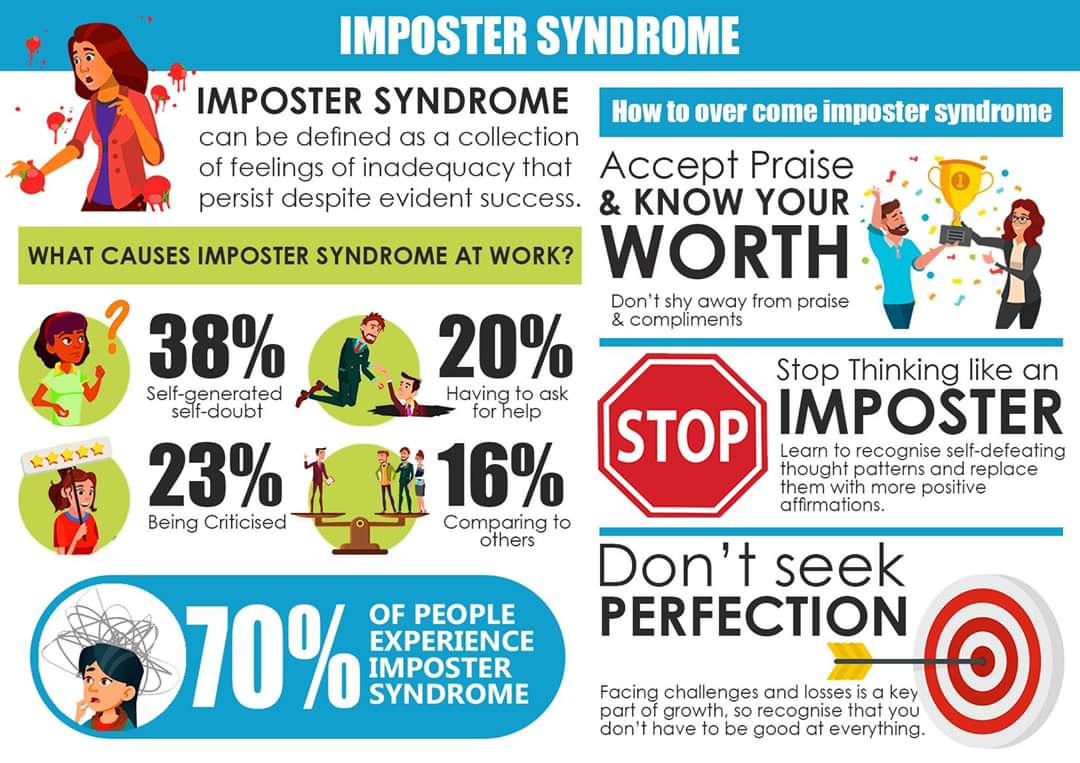 IMPOSTER SYNDROME
IMPOSTER SYNDROME
can be defined as a collection
of feelings of inadequacy that
persist despite evident success.
WHAT CAUSES IMPOSTER SYNDROME AT WORK?
38%
Self-generated
self-doubt
20%
Having to ask
for help
23%
Being Criticised
16%
Comparing to
others
70%
OF PEOPLE
EXPERIENCE
IMPOSTER
SYNDROME
How to over come imposter syndrome
Accept Praise
& KNOW YOUR
WORTH
Don't shy away from praise
& compliments
1
STOP
Stop Thinking like an
IMPOSTER
Learn to recognise self-defeating
thought patterns and replace
them with more positive
affirmations.
Don't seek
PERFECTION
Facing challenges and losses is a key
part of growth, so recognise that you
don't have to be good at everything.